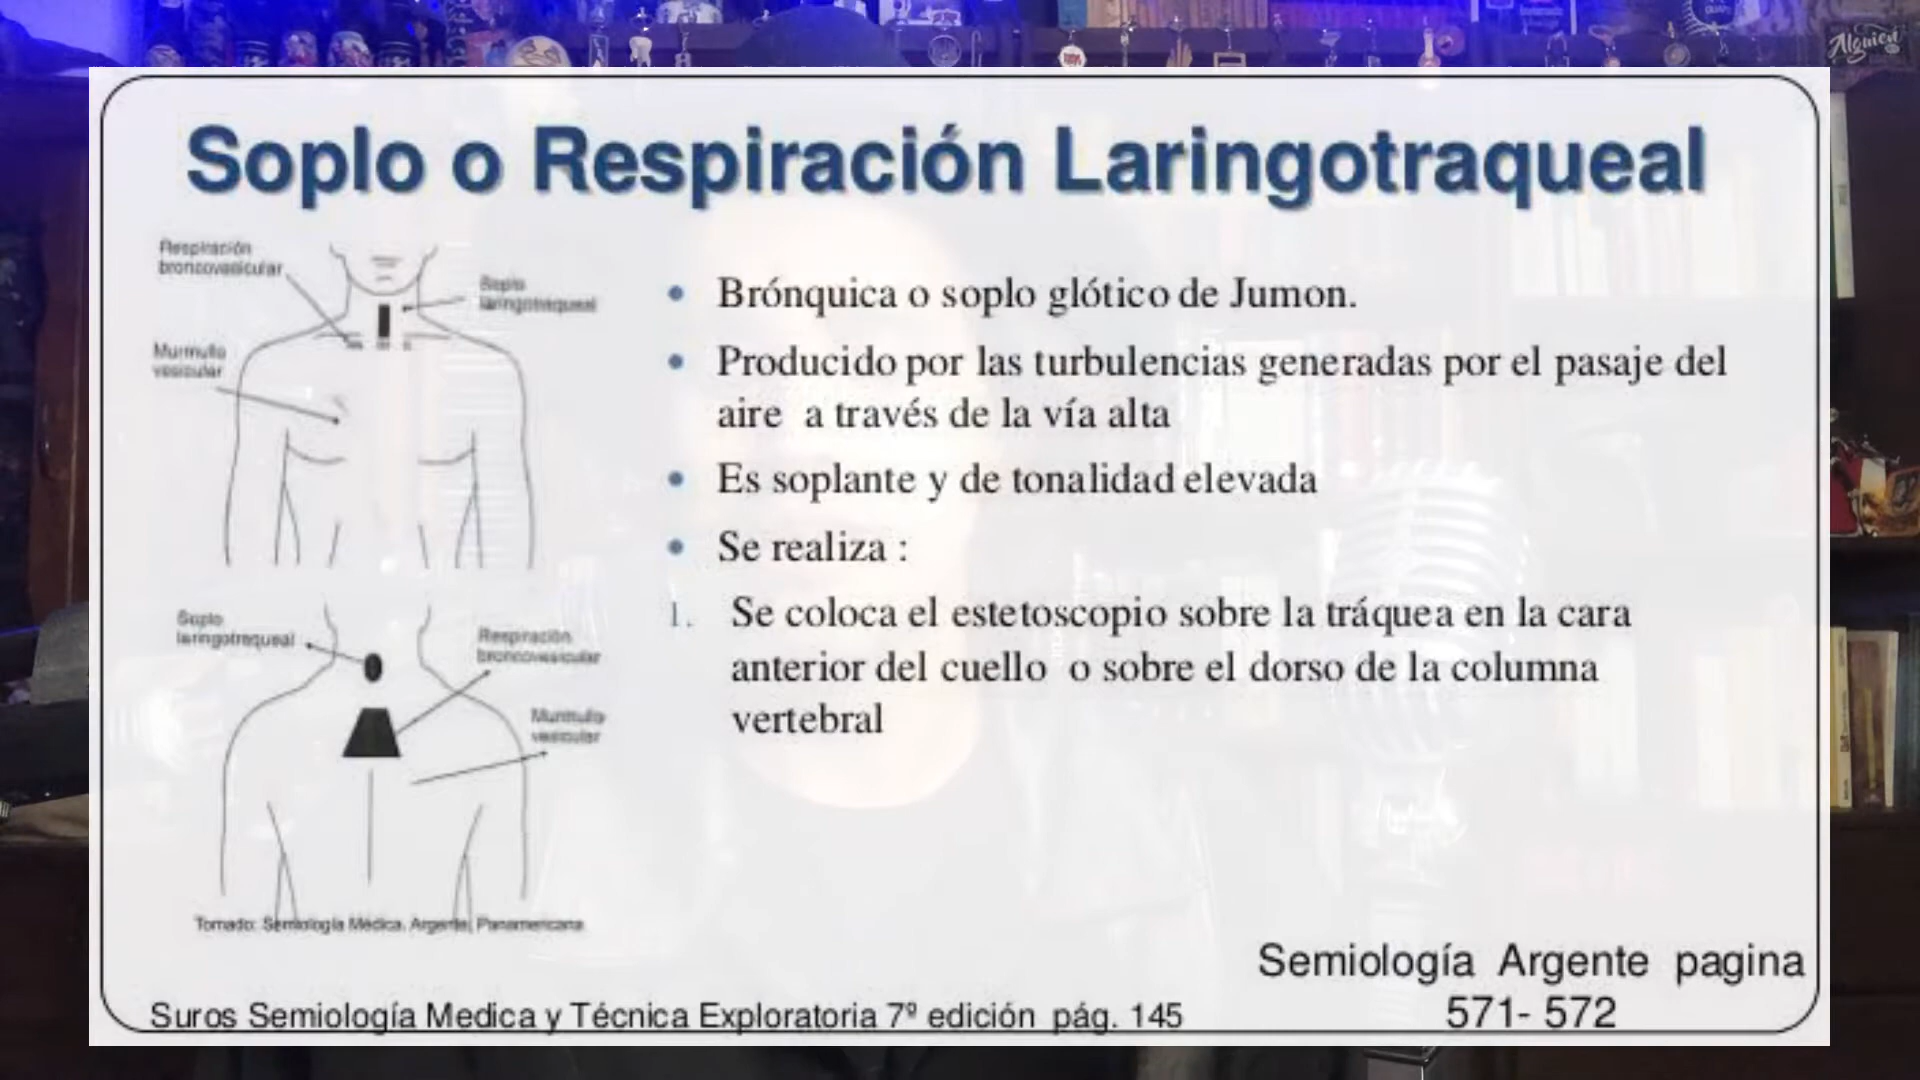 Alguien
Soplo o Respiración Laringotraqueal
Respiración
broncovesicular
Soplo
laringotraqueal
Murmullo
vesicular
• Brónquica o soplo glótico de Jumon.
• Producido por las turbulencias generadas por el pasaje del
aire a través de la vía alta
• Es soplante y de tonalidad elevada
• Se realiza :
1. Se coloca el estetoscopio sobre la tráquea en la cara
anterior del cuello o sobre el dorso de la columna
vertebral
Soplo
laringotraqueal
Respiración
broncovesicular
Murmullo
vesicular
Tomado: Semiología Médica. Argente, Panamericana
Semiología Argente pagina
571- 572
Suros Semiología Medica y Técnica Exploratoria 7º edición pág. 145